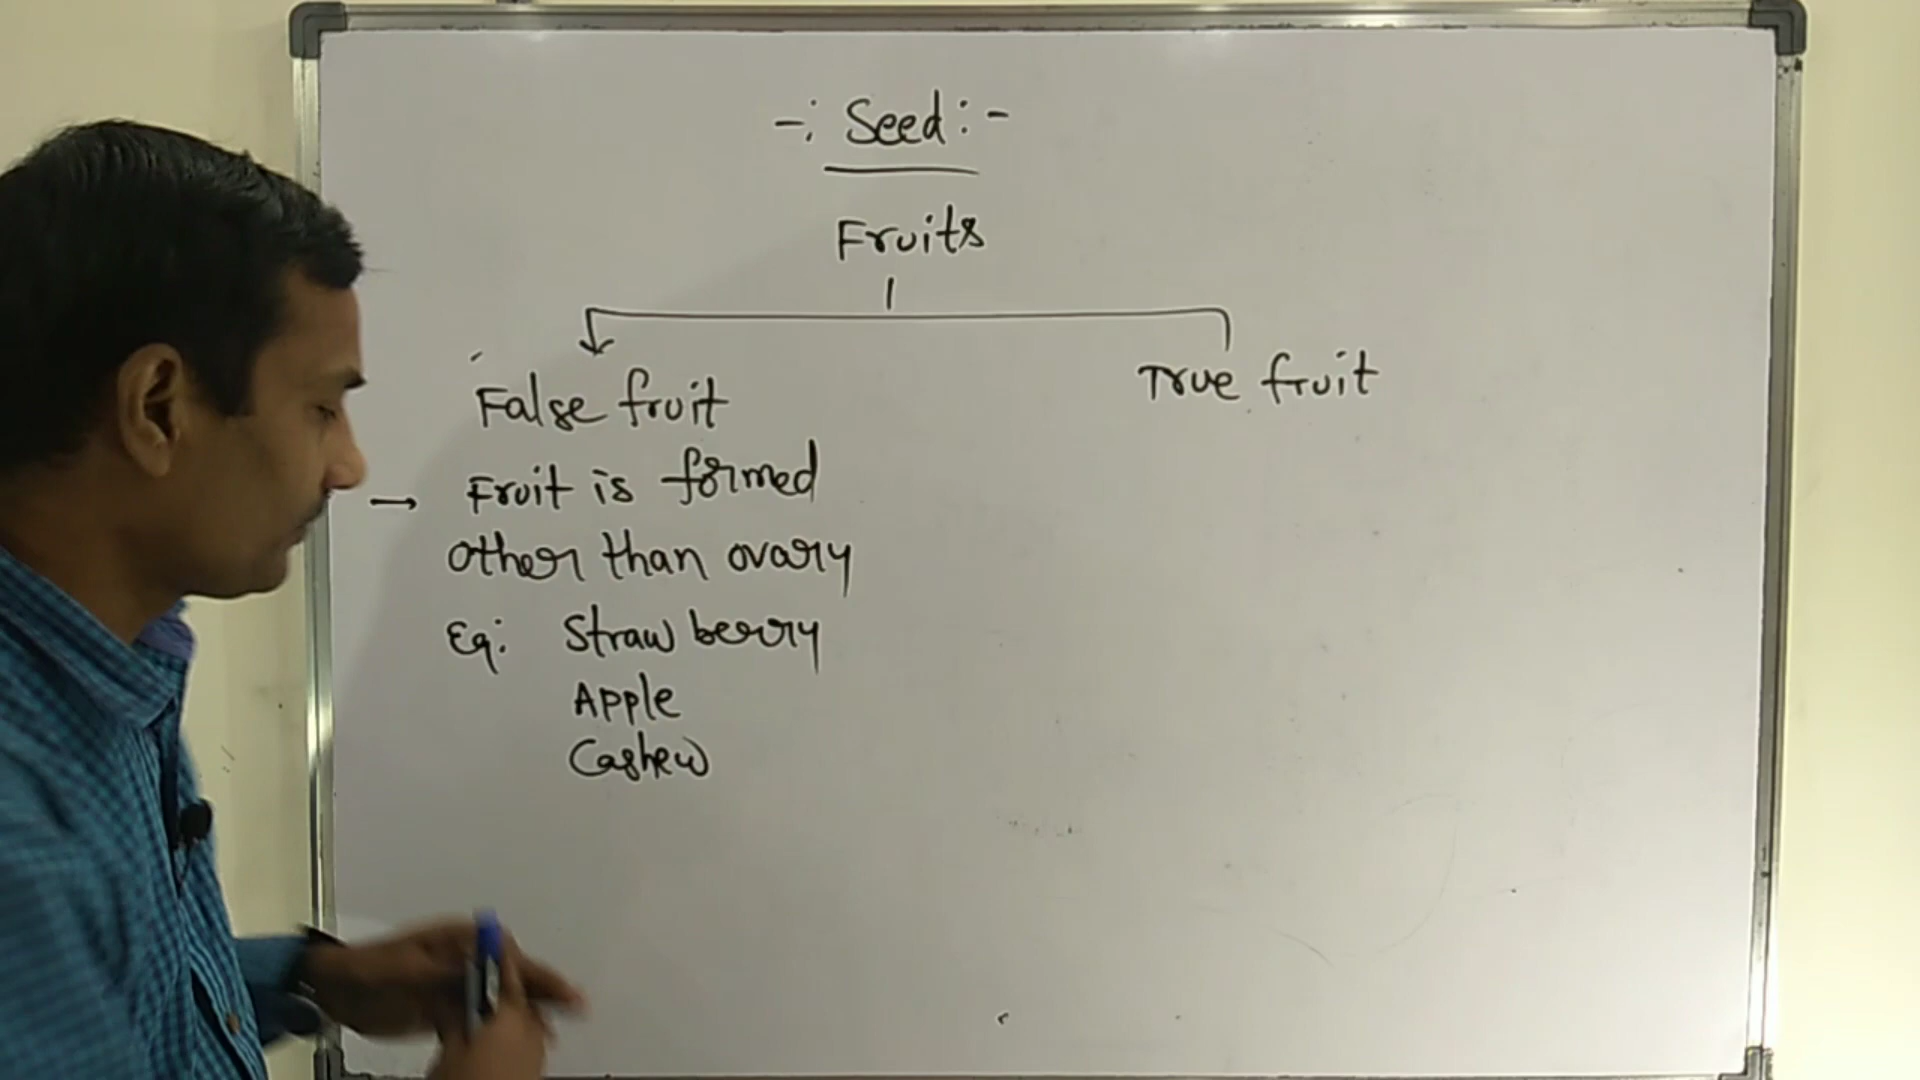 -: Seed :-
Fruits
False fruit
True fruit
→ Fruit is formed
other than ovary
Eg: Straw berry
Apple
Cashew